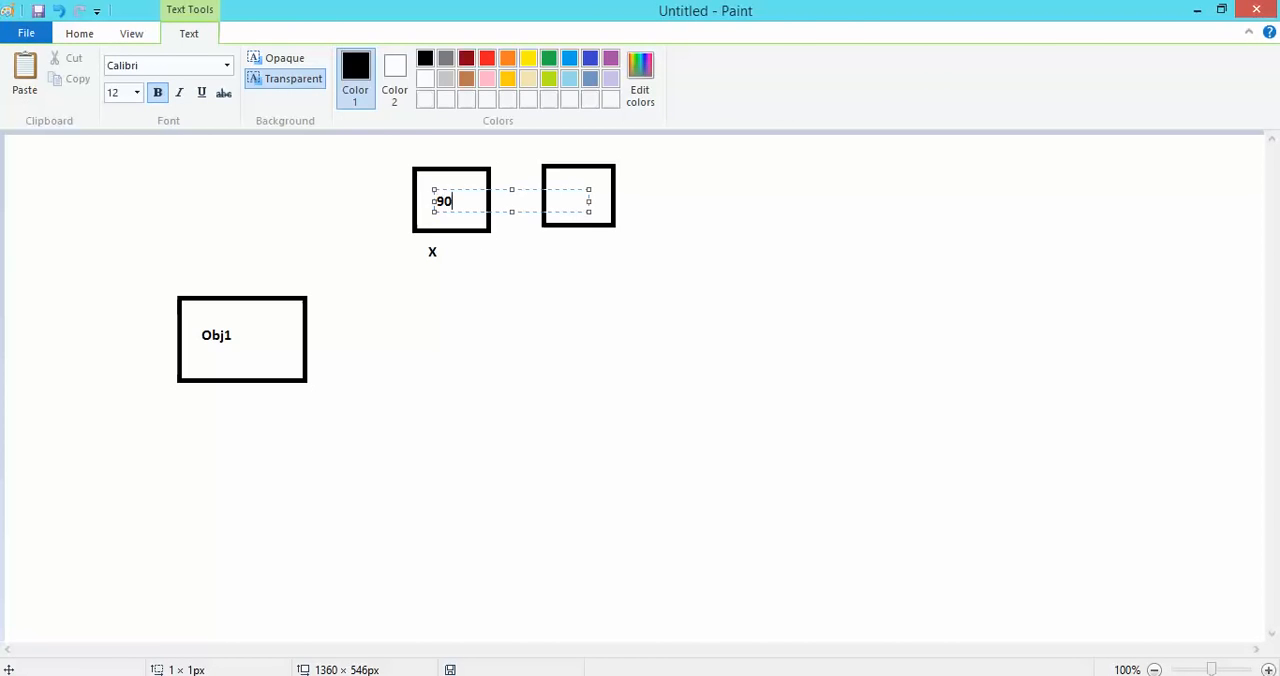 Text Tools
Untitled - Paint
File Home View Text
Paste
Cut
Copy
Clipboard
Calibri
12 B I U abc
Font
Opaque
Transparent
Background
Color 1
Color 2
Edit colors
Colors
90
X
Obj1
1 × 1px
1360 × 546px
100%